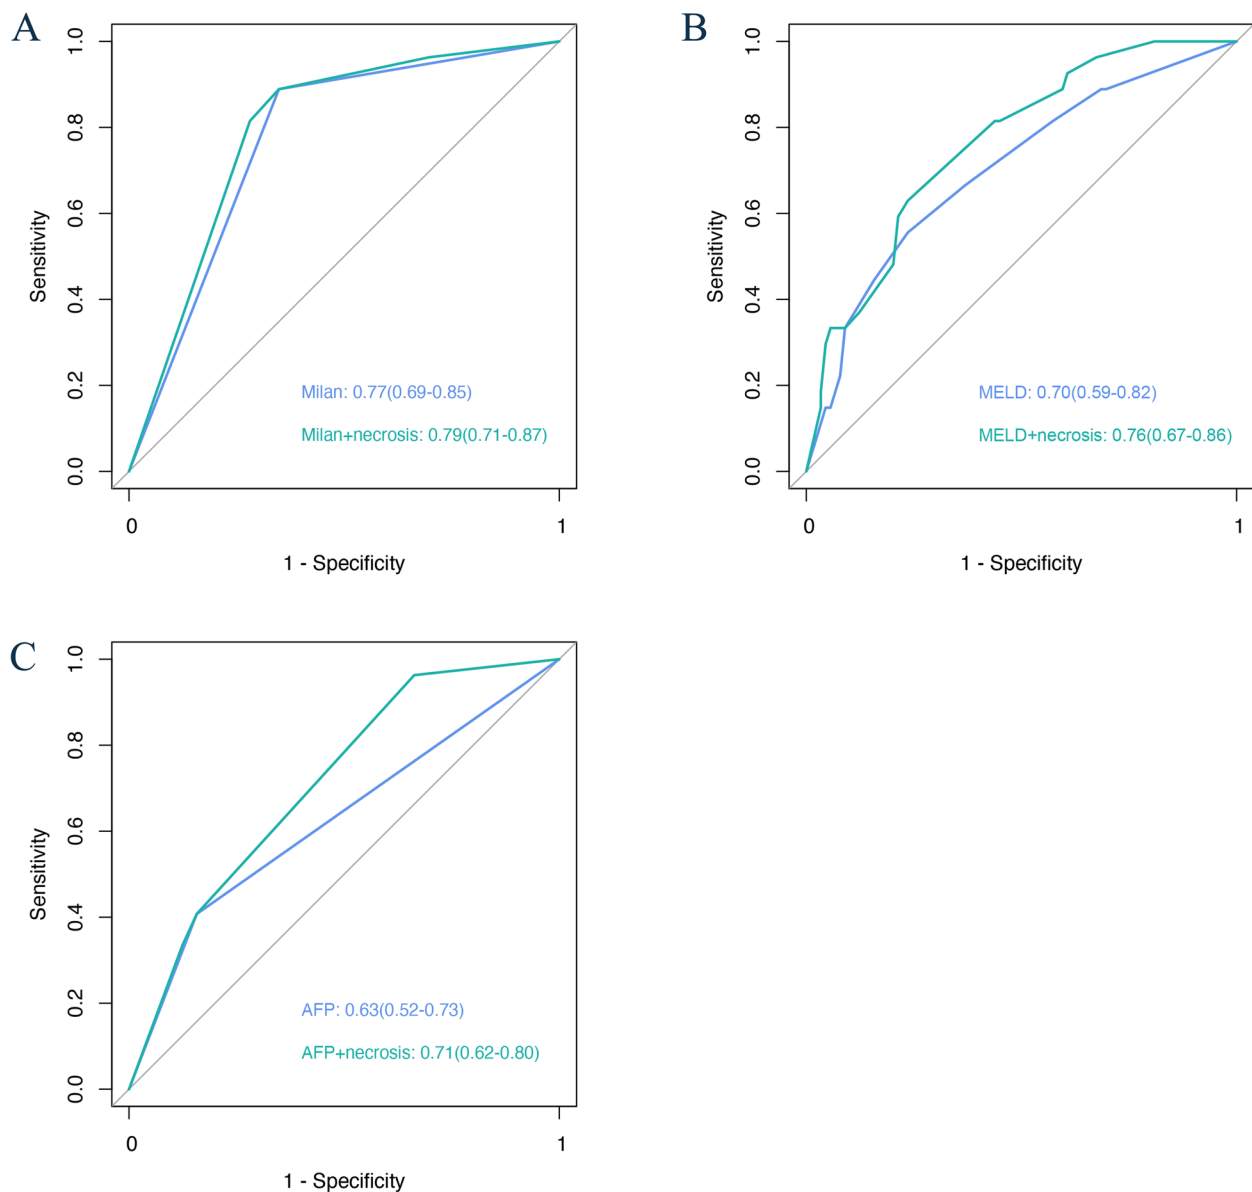 A
Sensitivity
0.0 0.2 0.4 0.6 0.8 1.0
Milan: 0.77(0.69-0.85)
Milan+necrosis: 0.79(0.71-0.87)
0 1
1 - Specificity
B
Sensitivity
0.0 0.2 0.4 0.6 0.8 1.0
MELD: 0.70(0.59-0.82)
MELD+necrosis: 0.76(0.67-0.86)
0 1
1 - Specificity
C
Sensitivity
0.0 0.2 0.4 0.6 0.8 1.0
AFP: 0.63(0.52-0.73)
AFP+necrosis: 0.71(0.62-0.80)
0 1
1 - Specificity